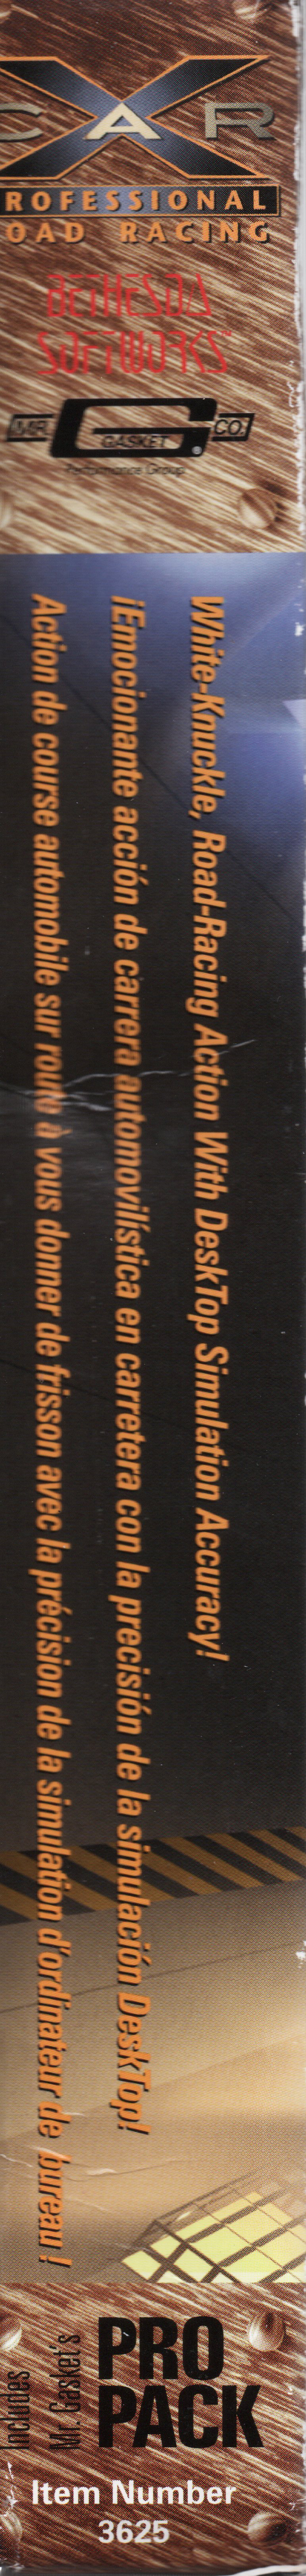 X
CAR
PROFESSIONAL
ROAD RACING
BETHESDA
SOFTWORKS™
MR. GASKET CO.
Performance Group
White-Knuckle, Road-Racing Action With DeskTop Simulation Accuracy!
¡Emocionante acción de carrera automovilística en carretera con la precisión de la simulación DeskTop!
Action de course automobile sur route à vous donner de frisson avec la précision de la simulation d'ordinateur de bureau !
Includes
Mr. Gasket's
PRO
PACK
Item Number
3625